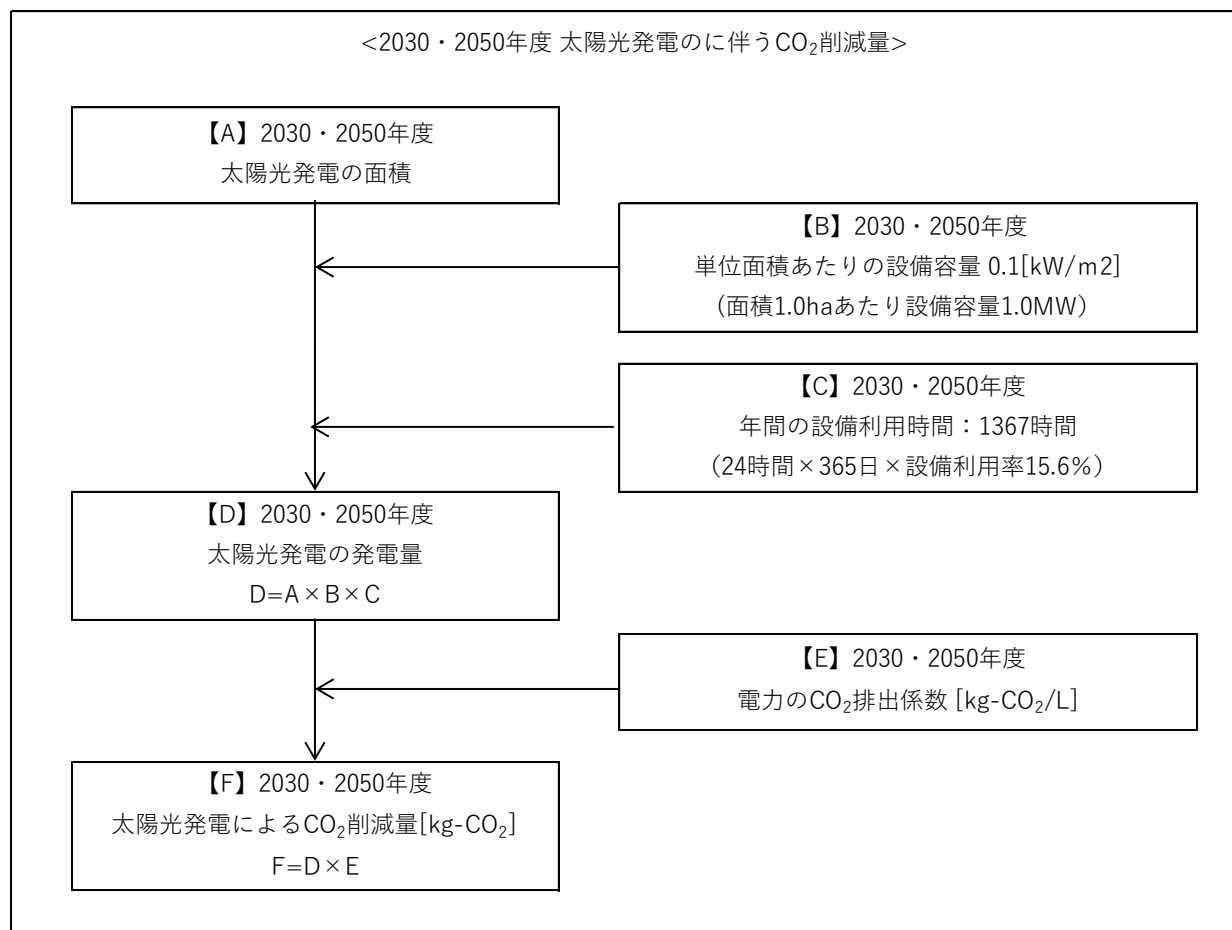 <2030・2050年度 太陽光発電のに伴うCO₂削減量>
【A】2030・2050年度
太陽光発電の面積
【B】2030・2050年度
単位面積あたりの設備容量 0.1[kW/m2]
（面積1.0haあたり設備容量1.0MW）
【C】2030・2050年度
年間の設備利用時間：1367時間
（24時間×365日×設備利用率15.6%）
【D】2030・2050年度
太陽光発電の発電量
D=A×B×C
【E】2030・2050年度
電力のCO₂排出係数 [kg-CO₂/L]
【F】2030・2050年度
太陽光発電によるCO₂削減量[kg-CO₂]
F=D×E